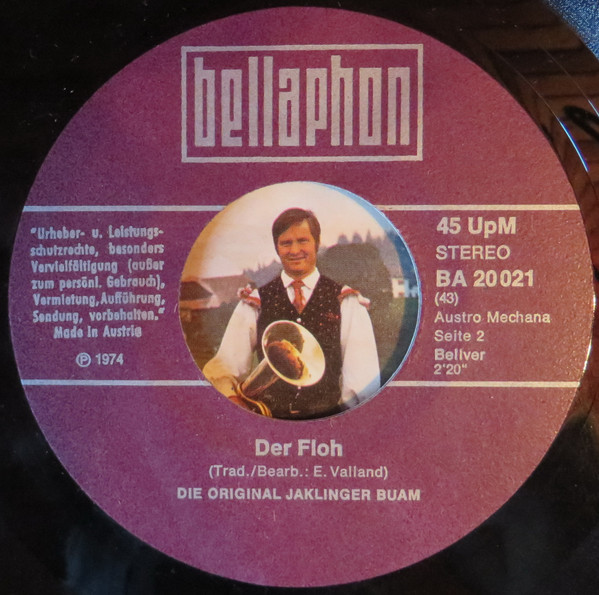 bellaphon
"Urheber- u. Leistungs-
schutzrechte, besonders
Vervielfältigung (außer
zum persönl. Gebrauch),
Vermietung, Aufführung,
Sendung, vorbehalten."
Made in Austria
℗ 1974
45 UpM
STEREO
BA 20 021
(43)
Austro Mechana
Seite 2
Bellver
2'20"
Der Floh
(Trad./Bearb.: E. Valland)
DIE ORIGINAL JAKLINGER BUAM